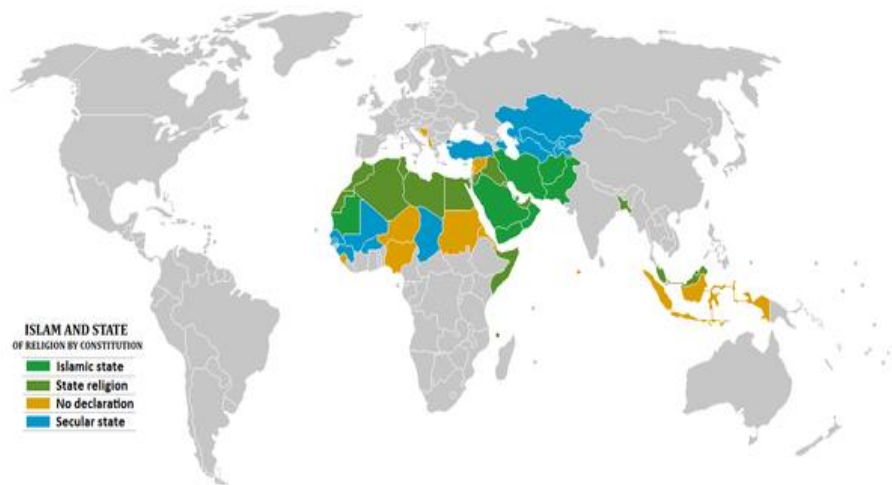 ISLAM AND STATE
OF RELIGION BY CONSTITUTION
Islamic state
State religion
No declaration
Secular state